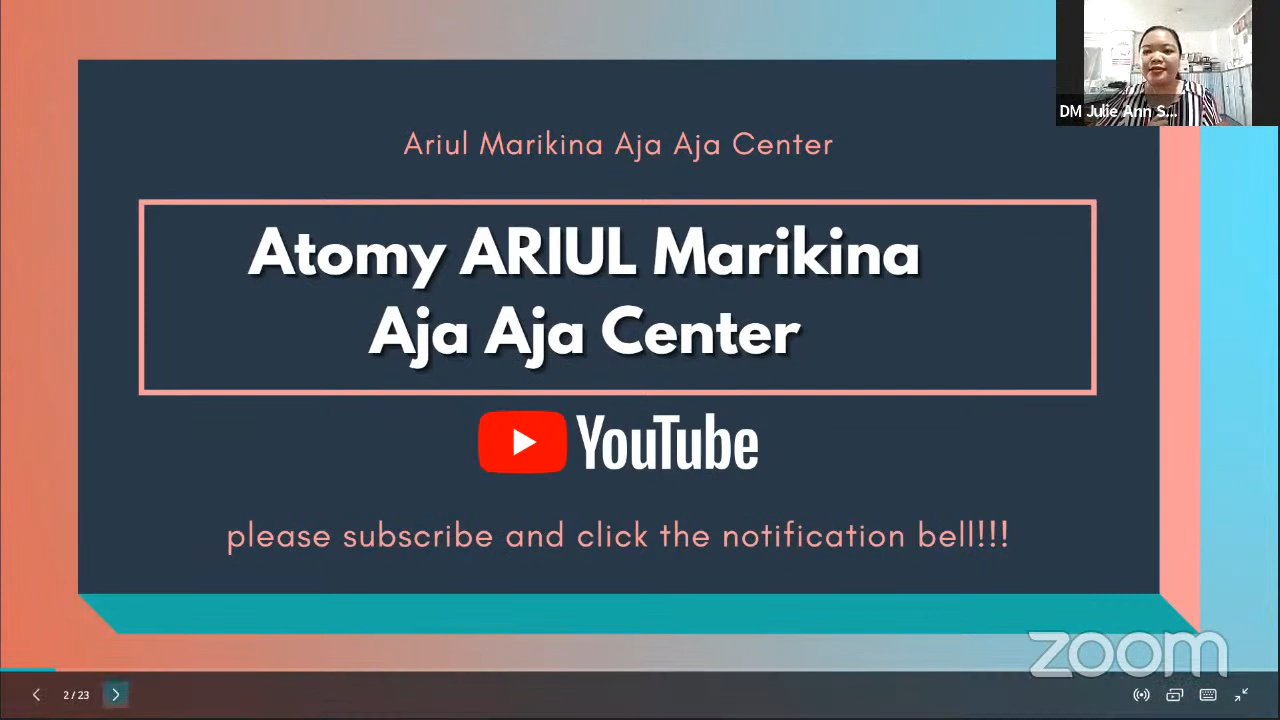 DM Julie Ann S...
Ariul Marikina Aja Aja Center
Atomy ARIUL Marikina
Aja Aja Center
YouTube
please subscribe and click the notification bell!!!
zoom
2 / 23